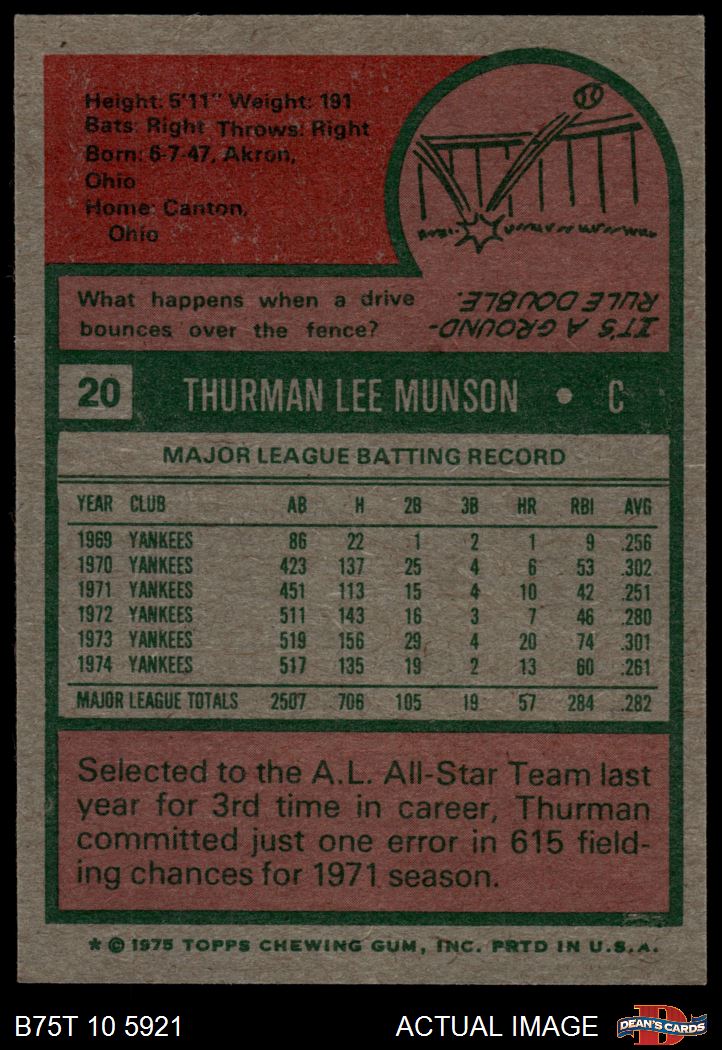 Height: 5'11" Weight: 191
Bats: Right Throws: Right
Born: 6-7-47, Akron,
Ohio
Home: Canton,
Ohio
What happens when a drive
bounces over the fence?
IT'S A GROUND-
RULE DOUBLE.
20 THURMAN LEE MUNSON • C
MAJOR LEAGUE BATTING RECORD
YEAR CLUB AB H 2B 3B HR RBI AVG
1969 YANKEES 86 22 1 2 1 9 .256
1970 YANKEES 423 137 25 4 6 53 .302
1971 YANKEES 451 113 15 4 10 42 .251
1972 YANKEES 511 143 16 3 7 46 .280
1973 YANKEES 519 156 29 4 20 74 .301
1974 YANKEES 517 135 19 2 13 60 .261
MAJOR LEAGUE TOTALS 2507 706 105 19 57 284 .282
Selected to the A.L. All-Star Team last
year for 3rd time in career, Thurman
committed just one error in 615 field-
ing chances for 1971 season.
* © 1975 TOPPS CHEWING GUM, INC. PRTD IN U.S.A.
B75T 10 5921
ACTUAL IMAGE
D
DEAN'S CARDS